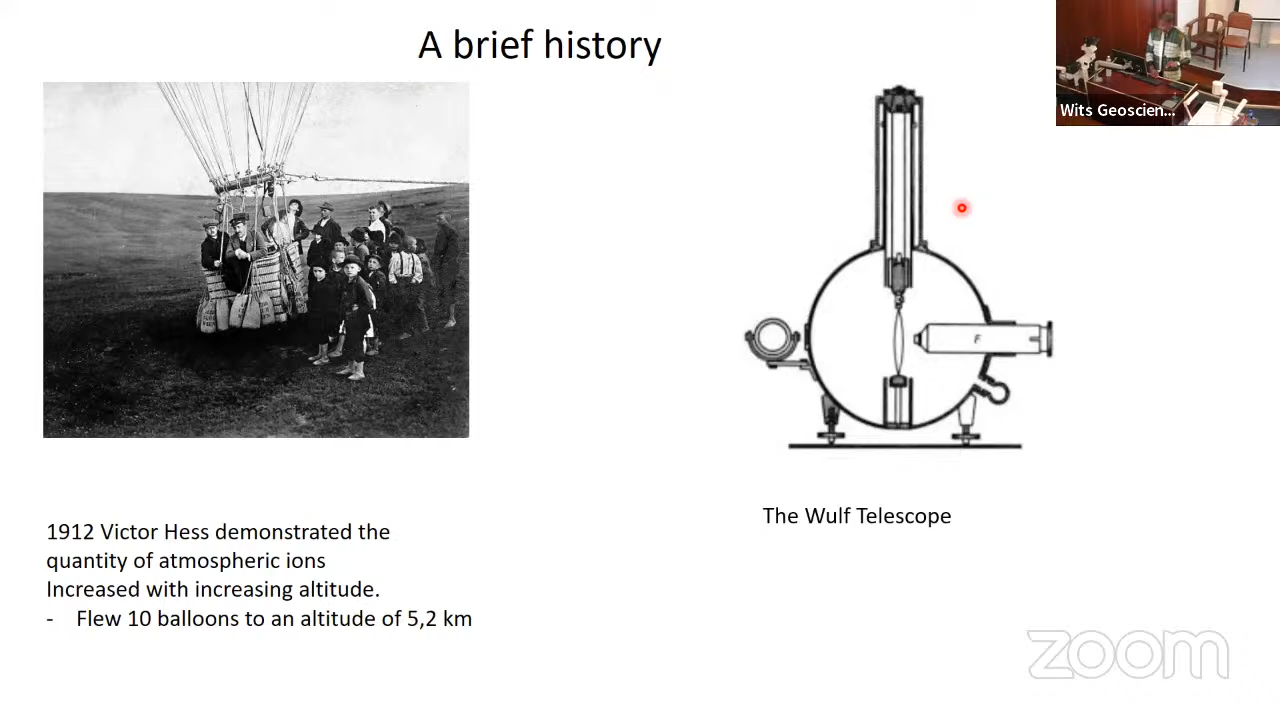 A brief history
Wits Geoscien...
F
1912 Victor Hess demonstrated the
quantity of atmospheric ions
Increased with increasing altitude.
- Flew 10 balloons to an altitude of 5,2 km
The Wulf Telescope
zoom